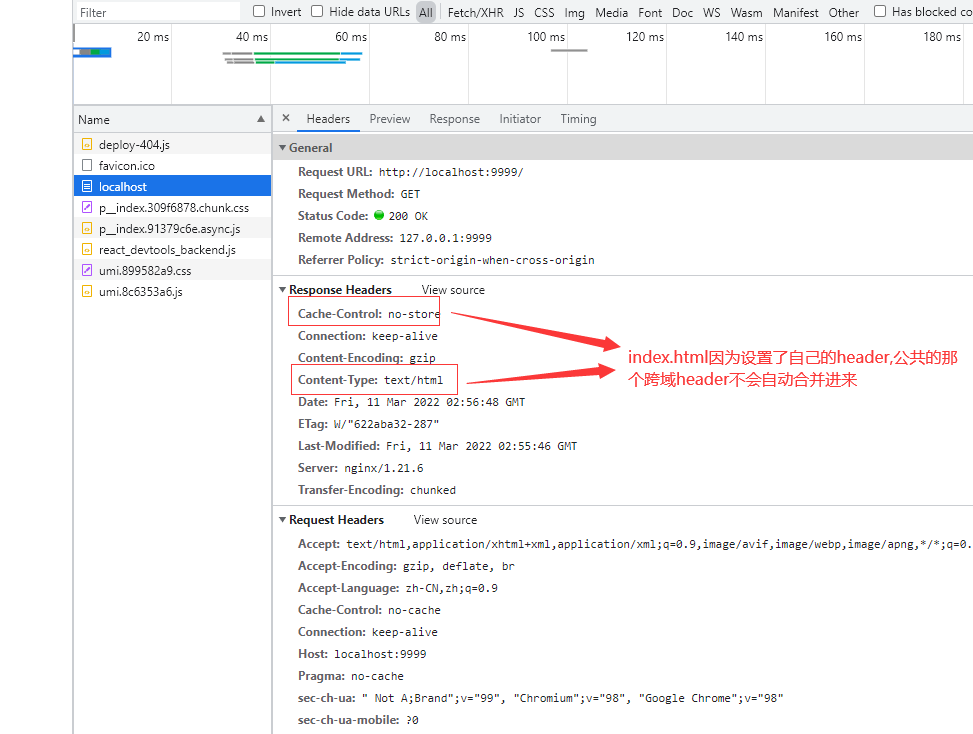 Filter Invert Hide data URLs All Fetch/XHR JS CSS Img Media Font Doc WS Wasm Manifest Other Has blocked co
20 ms 40 ms 60 ms 80 ms 100 ms 120 ms 140 ms 160 ms 180 ms
Name
deploy-404.js
favicon.ico
localhost
p__index.309f6878.chunk.css
p__index.91379c6e.async.js
react_devtools_backend.js
umi.899582a9.css
umi.8c6353a6.js
× Headers Preview Response Initiator Timing
General
Request URL: http://localhost:9999/
Request Method: GET
Status Code: 200 OK
Remote Address: 127.0.0.1:9999
Referrer Policy: strict-origin-when-cross-origin
Response Headers View source
Cache-Control: no-store
Connection: keep-alive
Content-Encoding: gzip
Content-Type: text/html
Date: Fri, 11 Mar 2022 02:56:48 GMT
ETag: W/"622aba32-287"
Last-Modified: Fri, 11 Mar 2022 02:55:46 GMT
Server: nginx/1.21.6
Transfer-Encoding: chunked
index.html因为设置了自己的header,公共的那
个跨域header不会自动合并进来
Request Headers View source
Accept: text/html,application/xhtml+xml,application/xml;q=0.9,image/avif,image/webp,image/apng,*/*;q=0.
Accept-Encoding: gzip, deflate, br
Accept-Language: zh-CN,zh;q=0.9
Cache-Control: no-cache
Connection: keep-alive
Host: localhost:9999
Pragma: no-cache
sec-ch-ua: " Not A;Brand";v="99", "Chromium";v="98", "Google Chrome";v="98"
sec-ch-ua-mobile: ?0